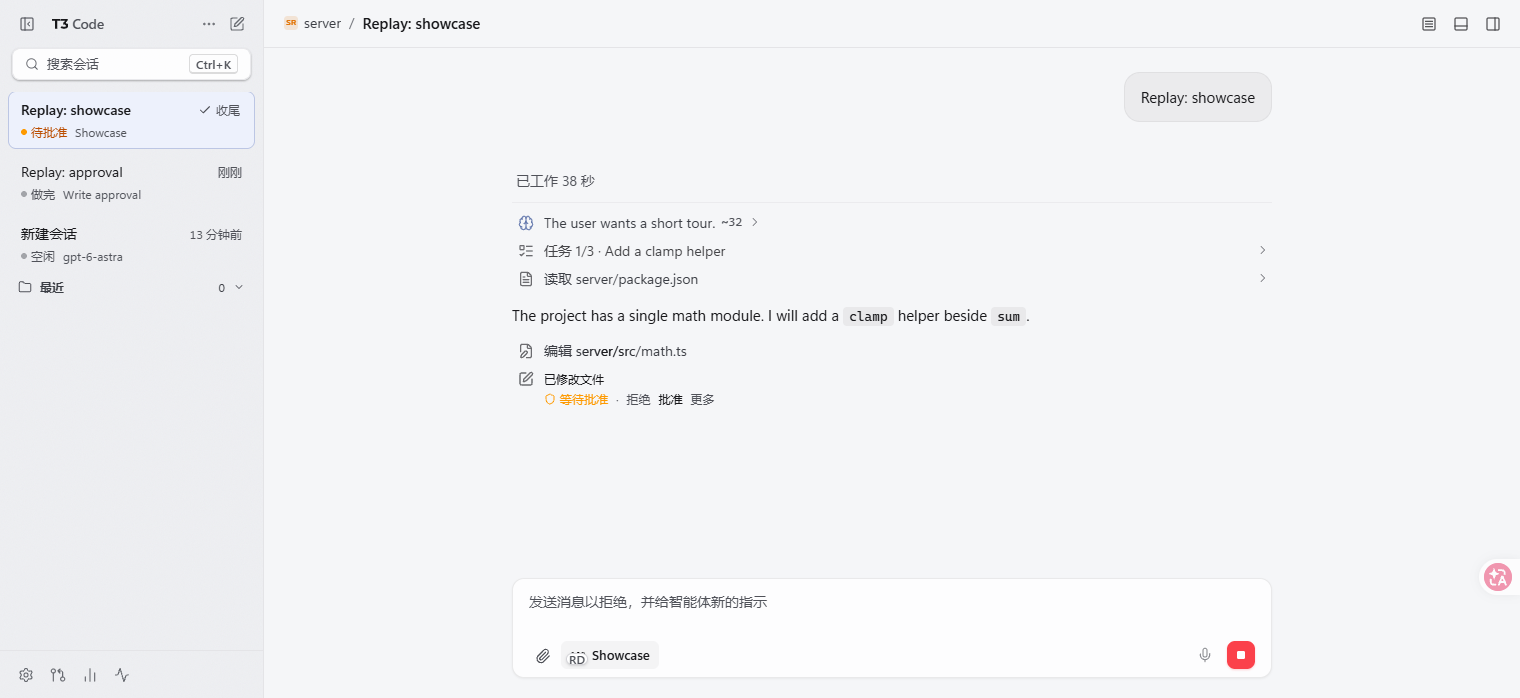 T3 Code
搜索会话 Ctrl+K
Replay: showcase 收尾
待批准 Showcase
Replay: approval 刚刚
做完 Write approval
新建会话 13 分钟前
空闲 gpt-6-astra
最近 0
SR server / Replay: showcase
Replay: showcase
已工作 38 秒
The user wants a short tour. ~32
任务 1/3 · Add a clamp helper
读取 server/package.json
The project has a single math module. I will add a clamp helper beside sum.
编辑 server/src/math.ts
已修改文件
等待批准 · 拒绝 批准 更多
发送消息以拒绝，并给智能体新的指示
RD Showcase